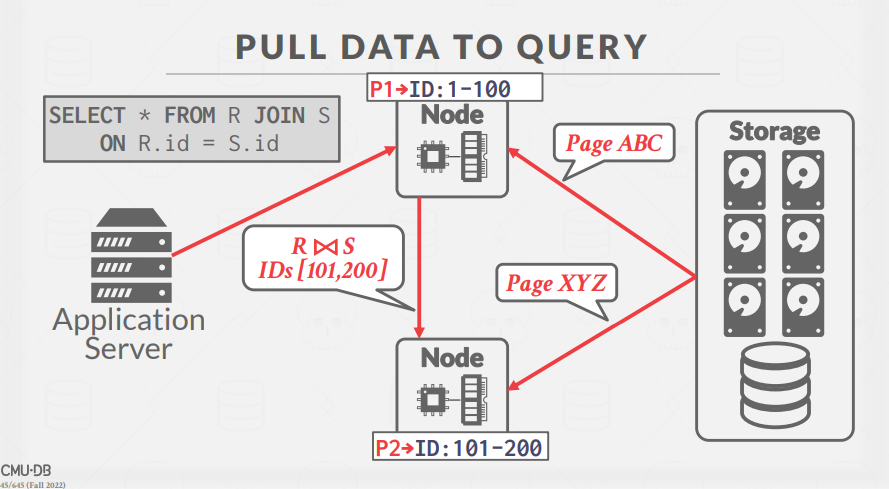 PULL DATA TO QUERY
P1→ID:1-100
SELECT * FROM R JOIN S
ON R.id = S.id
Node
Page ABC
Storage
R ⋈ S
IDs [101,200]
Page XYZ
Application
Server
Node
P2→ID:101-200
CMU·DB
45/645 (Fall 2022)